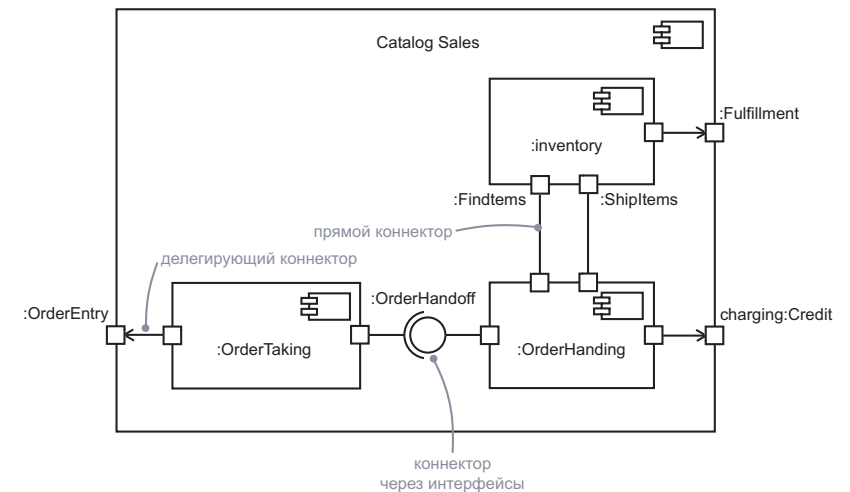 Catalog Sales
:Fulfillment
:inventory
:Findtems
:ShipItems
прямой коннектор
делегирующий коннектор
:OrderHandoff
:OrderEntry
charging:Credit
:OrderTaking
:OrderHanding
коннектор
через интерфейсы